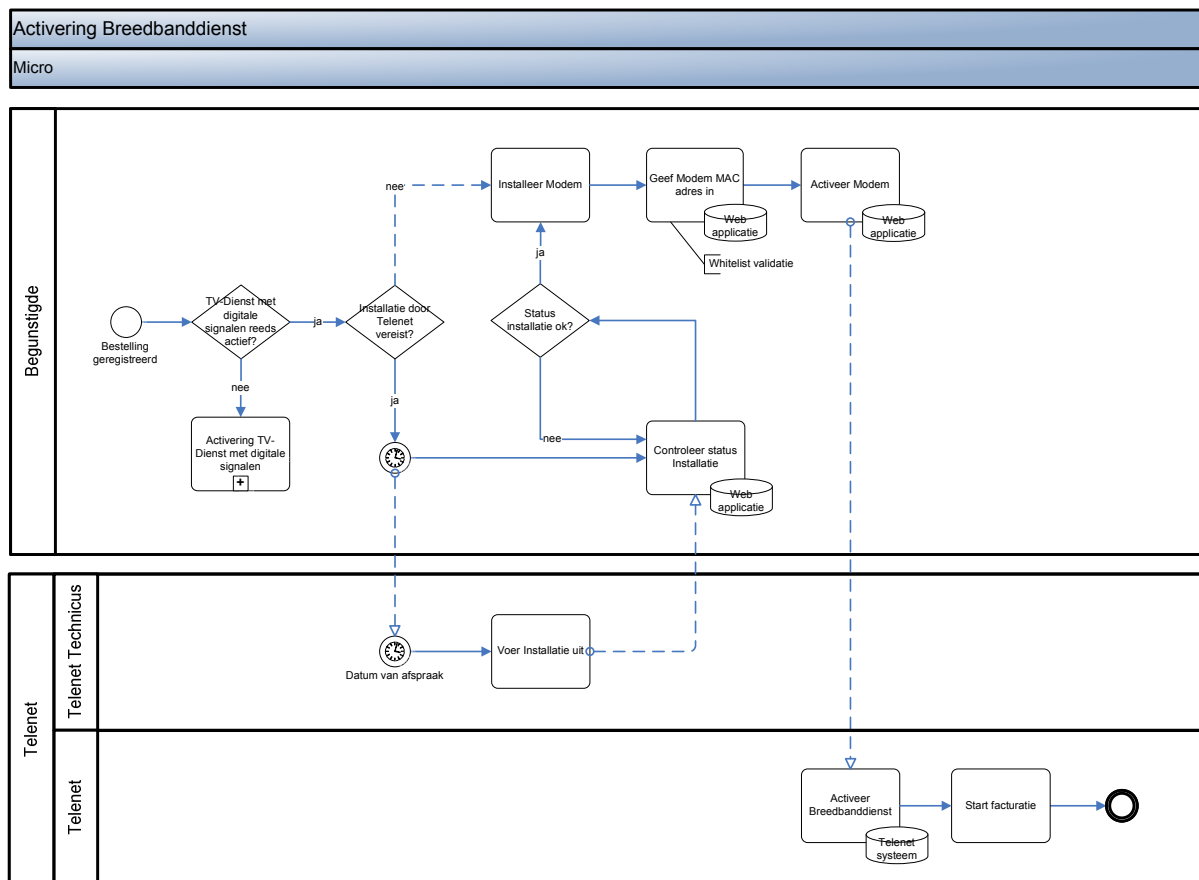 Activering Breedbanddienst
Micro
Begunstigde
Bestelling
geregistreerd
TV-Dienst met
digitale
signalen reeds
actief?
ja
nee
Activering TV-
Dienst met digitale
signalen
Installatie door
Telenet
vereist?
nee
ja
Installeer Modem
Geef Modem MAC
adres in
Web
applicatie
Whitelist validatie
Activeer Modem
Web
applicatie
ja
Status
installatie ok?
nee
Controleer status
Installatie
Web
applicatie
Telenet
Telenet Technicus
Datum van afspraak
Voer Installatie uit
Telenet
Activeer
Breedbanddienst
Telenet
systeem
Start facturatie